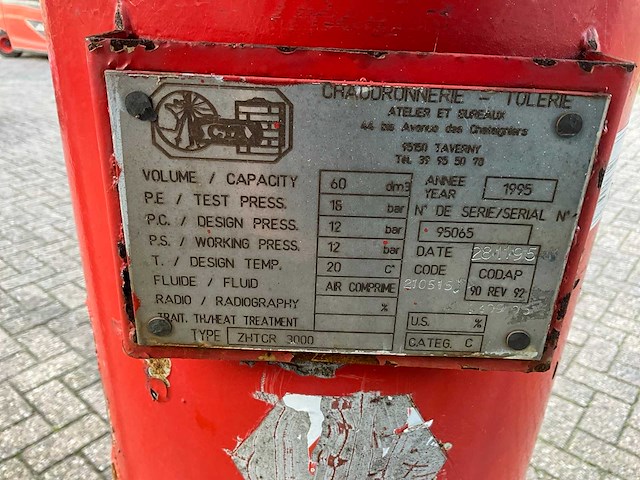 CHAUDRONNERIE - TOLERIE
ATELIER ET BUREAUX
44 bis Avenue des Chateigniers
95150 TAVERNY
Tél. 39 95 50 78
VOLUME / CAPACITY 60 dm3
P.E / TEST PRESS. 18 bar
P.C. / DESIGN PRESS. 12 bar
P.S. / WORKING PRESS. 12 bar
T. / DESIGN TEMP. 20 C°
FLUIDE / FLUID AIR COMPRIME
RADIO / RADIOGRAPHY %
TRAIT. TH./HEAT TREATMENT
TYPE ZHTCR 3000
ANNEE YEAR 1995
N° DE SERIE/SERIAL N°
95065
DATE
CODE CODAP
90 REV 92
U.S. %
CATEG. C